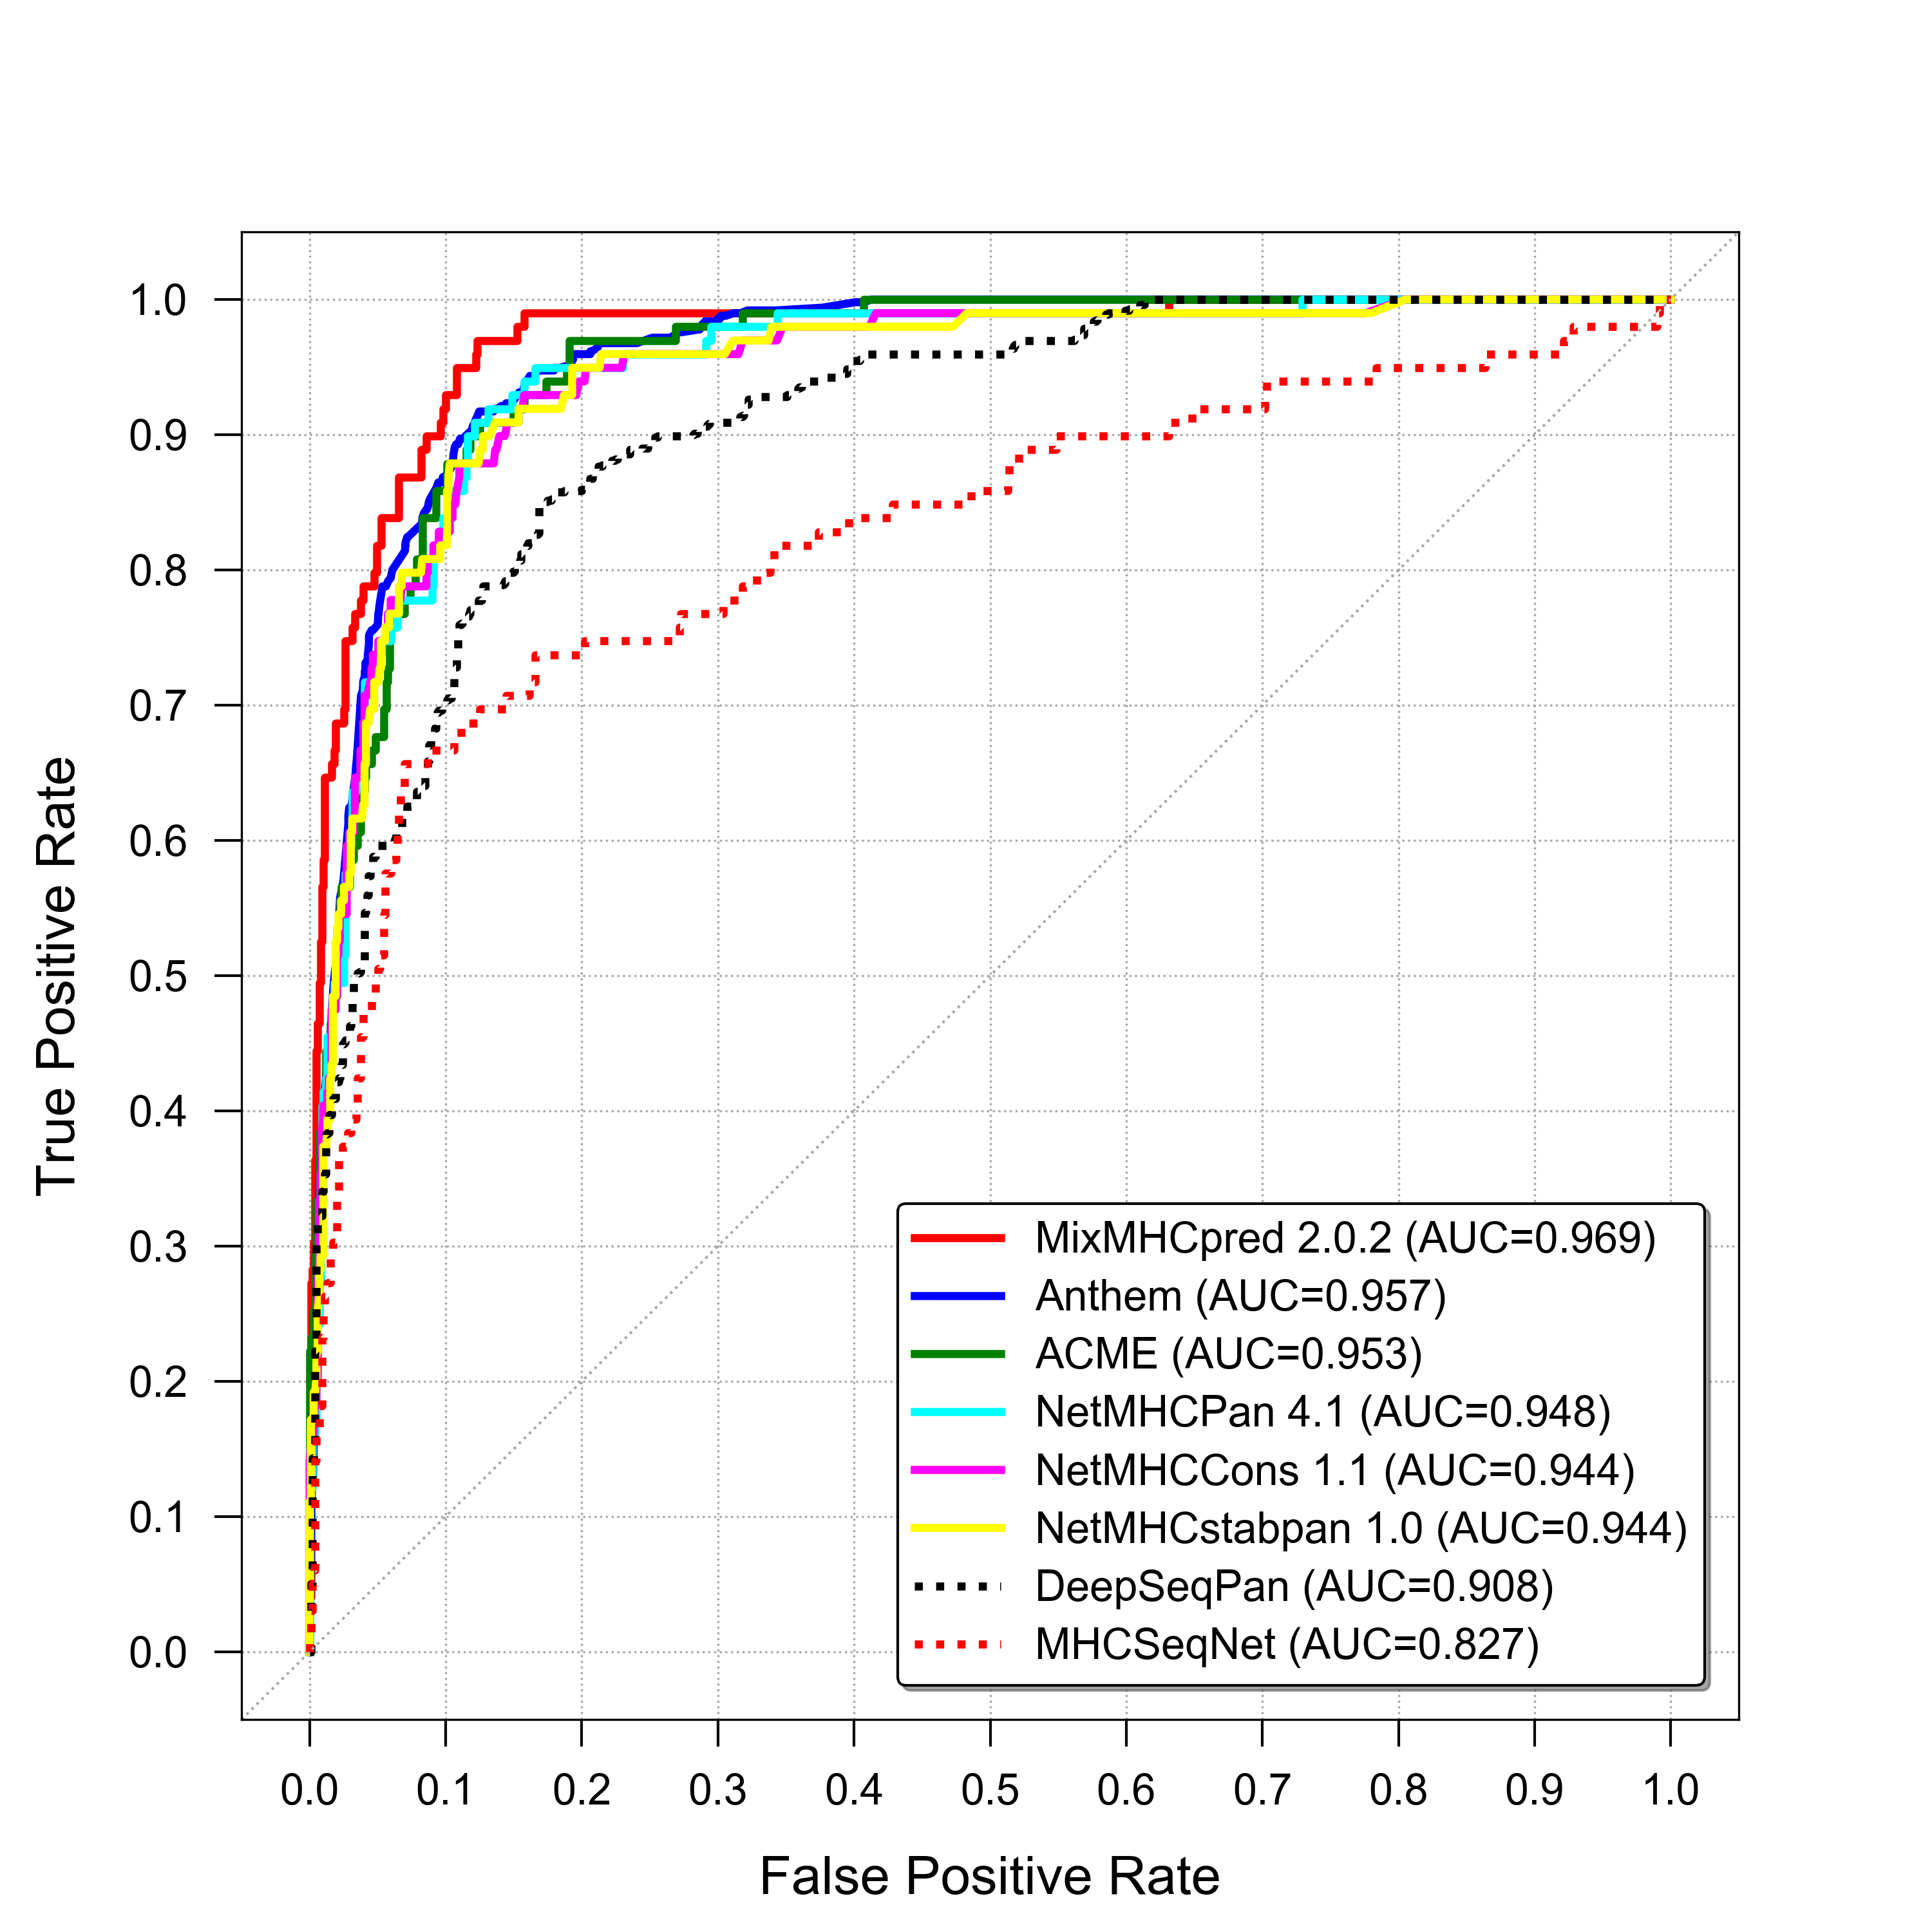 1.0
0.9
0.8
0.7
0.6
0.5
0.4
0.3
0.2
0.1
0.0
True Positive Rate
MixMHCpred 2.0.2 (AUC=0.969)
Anthem (AUC=0.957)
ACME (AUC=0.953)
NetMHCPan 4.1 (AUC=0.948)
NetMHCCons 1.1 (AUC=0.944)
NetMHCstabpan 1.0 (AUC=0.944)
DeepSeqPan (AUC=0.908)
MHCSeqNet (AUC=0.827)
0.0 0.1 0.2 0.3 0.4 0.5 0.6 0.7 0.8 0.9 1.0
False Positive Rate